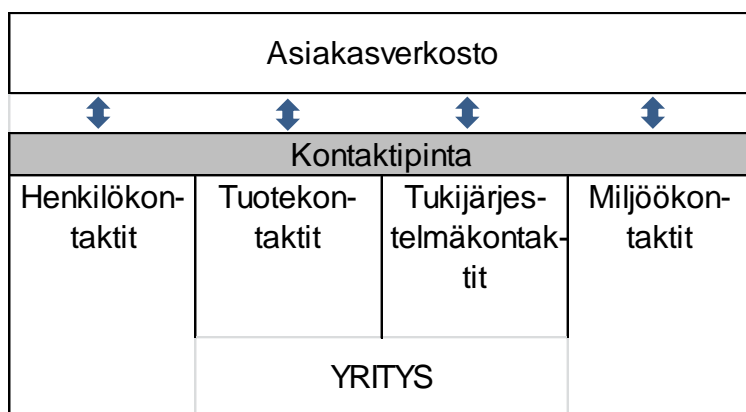 Asiakasverkosto
Kontaktipinta
Henkilökon-
taktit
Tuotekon-
taktit
Tukijärjes-
telmäkontak-
tit
Miljöökon-
taktit
YRITYS